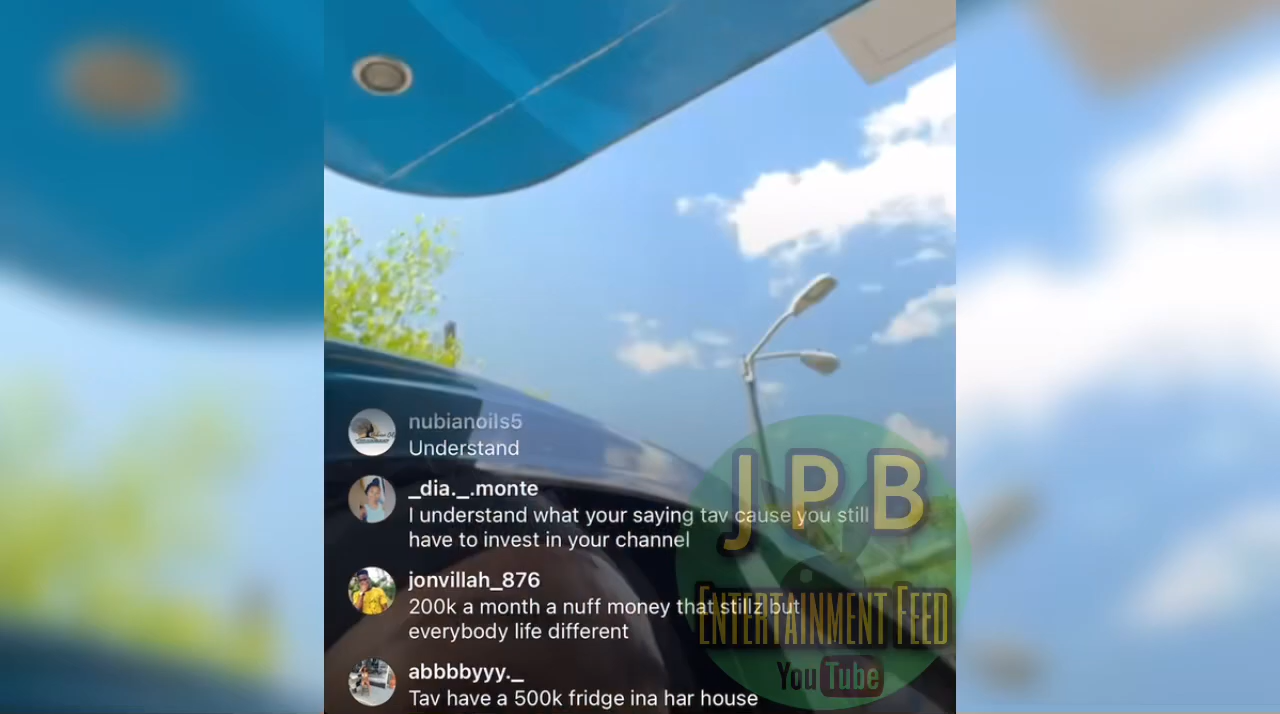 nubianoils5
Understand
_dia._.monte
I understand what your saying tav cause you still
have to invest in your channel
jonvillah_876
200k a month a nuff money that stillz but
everybody life different
abbbbyyy._
Tav have a 500k fridge ina har house
JPB
ENTERTAINMENT FEED
YouTube